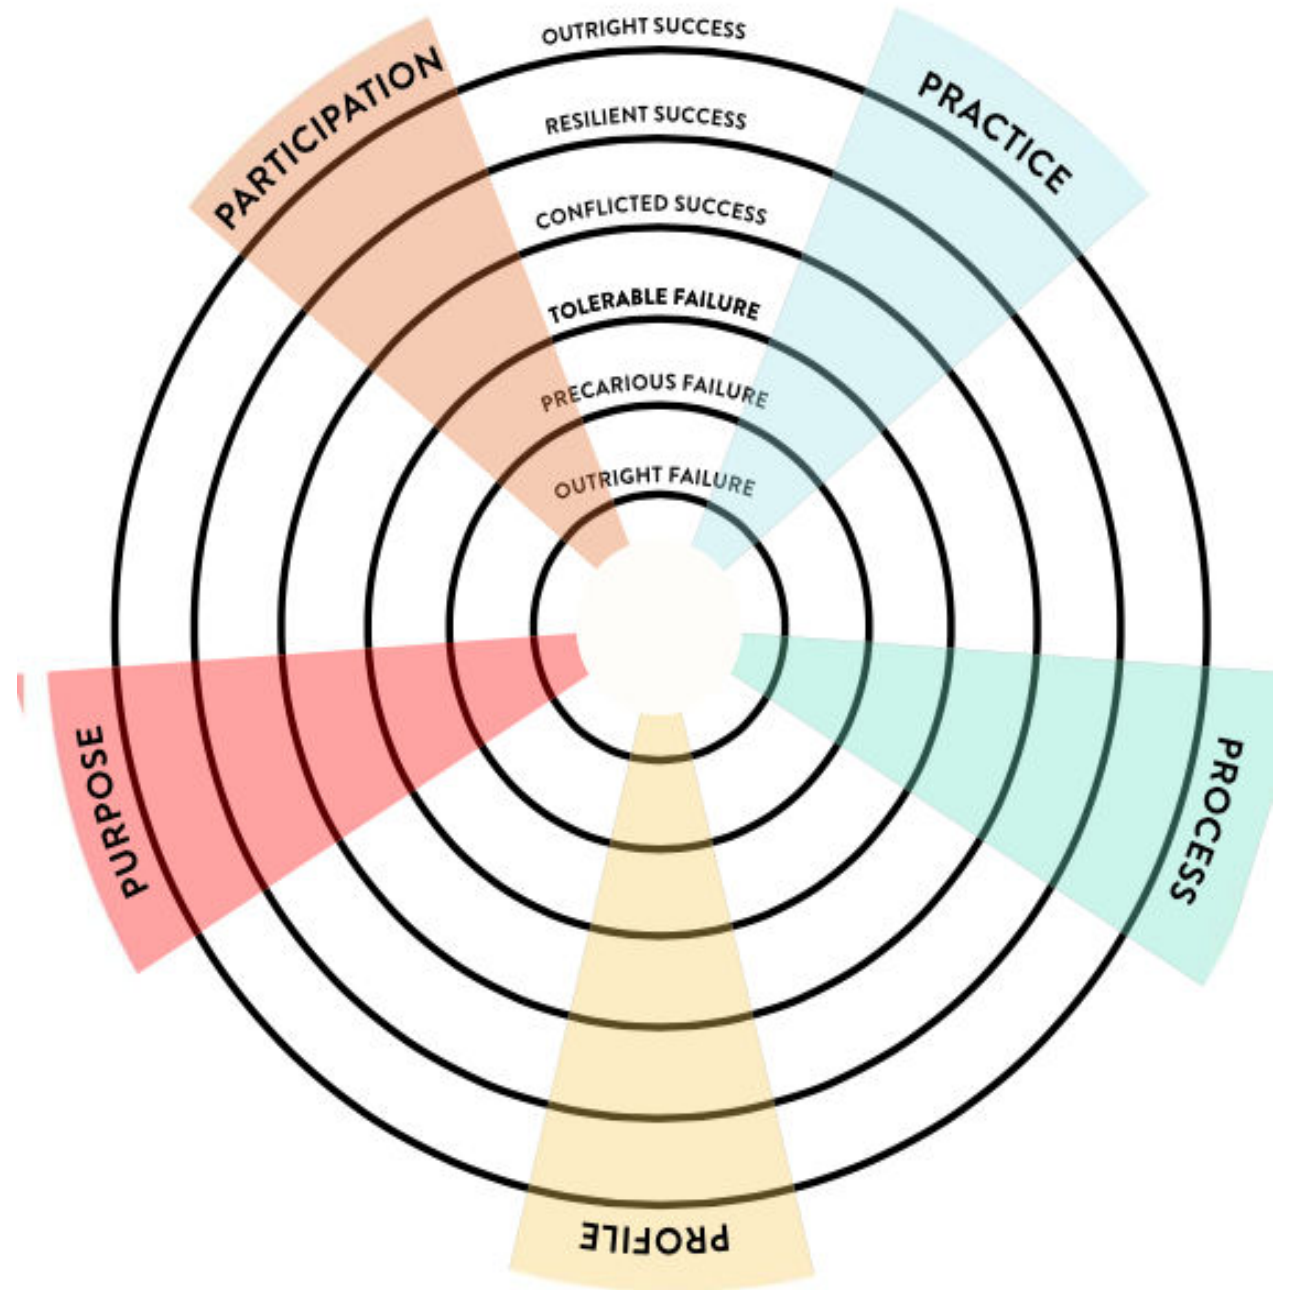 OUTRIGHT SUCCESS
RESILIENT SUCCESS
CONFLICTED SUCCESS
TOLERABLE FAILURE
PRECARIOUS FAILURE
OUTRIGHT FAILURE
PARTICIPATION
PRACTICE
PROCESS
PROFILE
PURPOSE